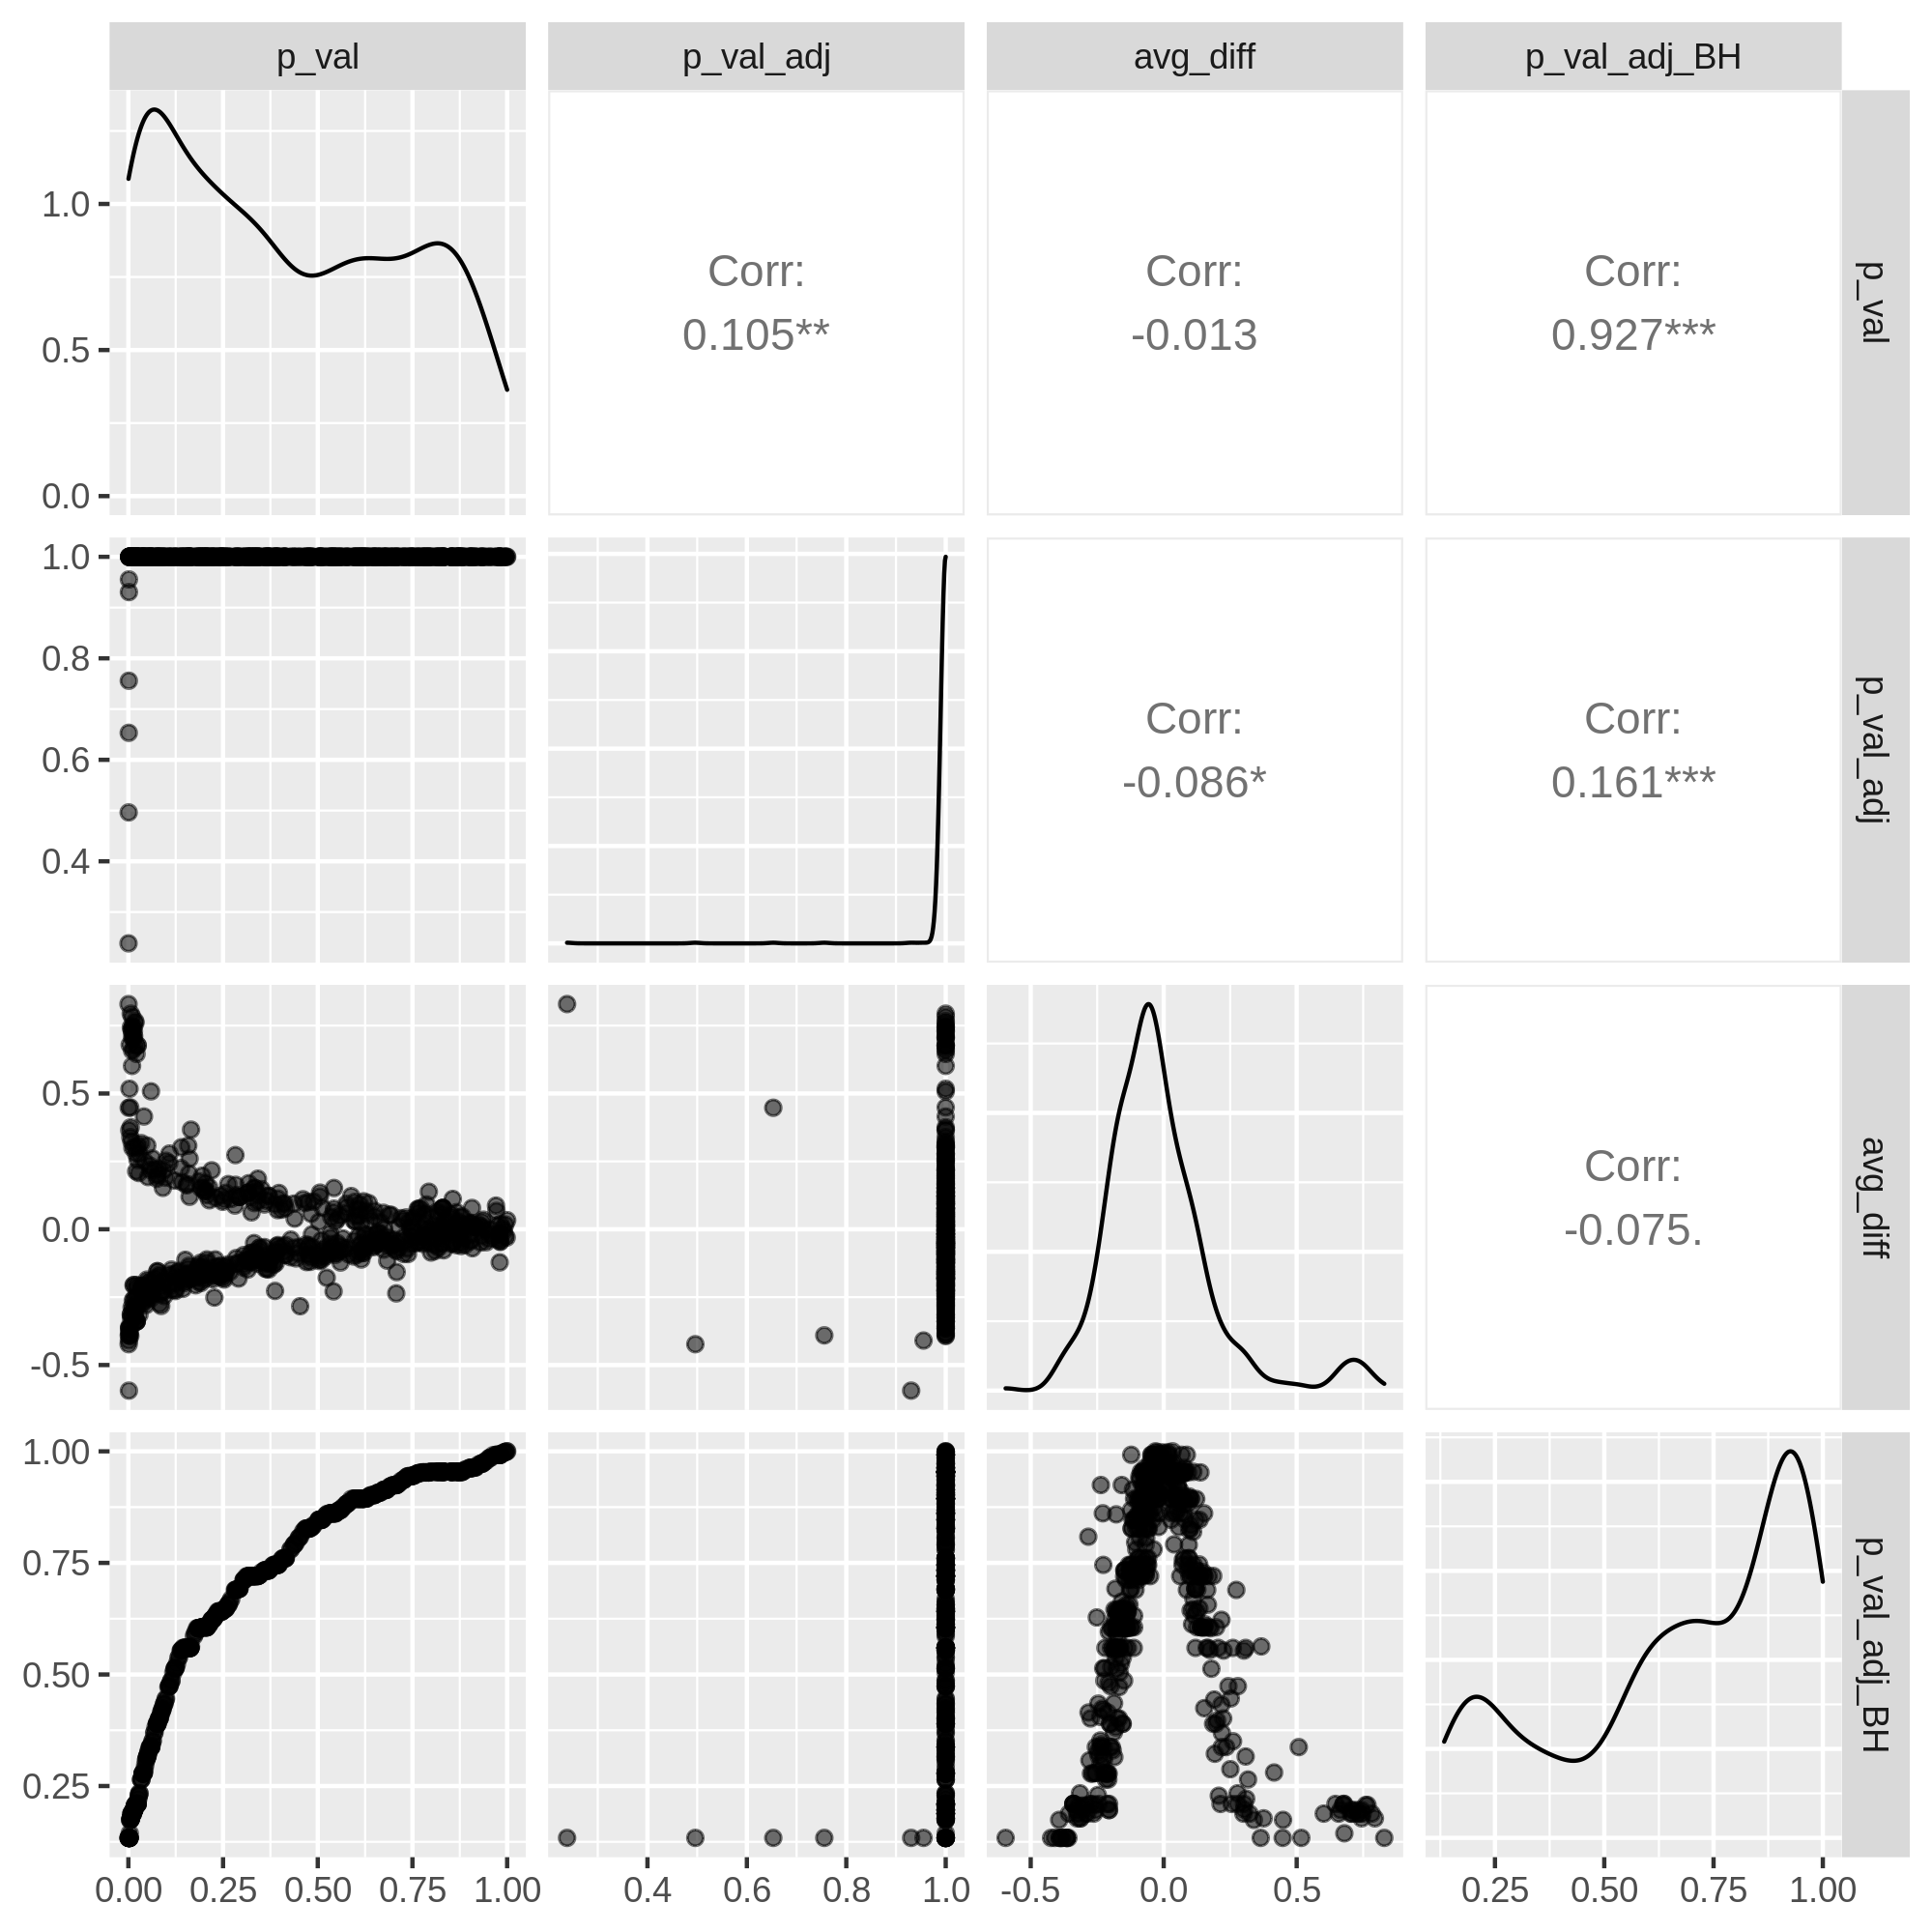 p_val
p_val_adj
avg_diff
p_val_adj_BH
1.0
0.5
0.0
Corr:
0.105**
Corr:
-0.013
Corr:
0.927***
p_val
1.0
0.8
0.6
0.4
Corr:
-0.086*
Corr:
0.161***
p_val_adj
0.5
0.0
-0.5
Corr:
-0.075.
avg_diff
1.00
0.75
0.50
0.25
p_val_adj_BH
0.00 0.25 0.50 0.75 1.00
0.4 0.6 0.8 1.0
-0.5 0.0 0.5
0.25 0.50 0.75 1.00